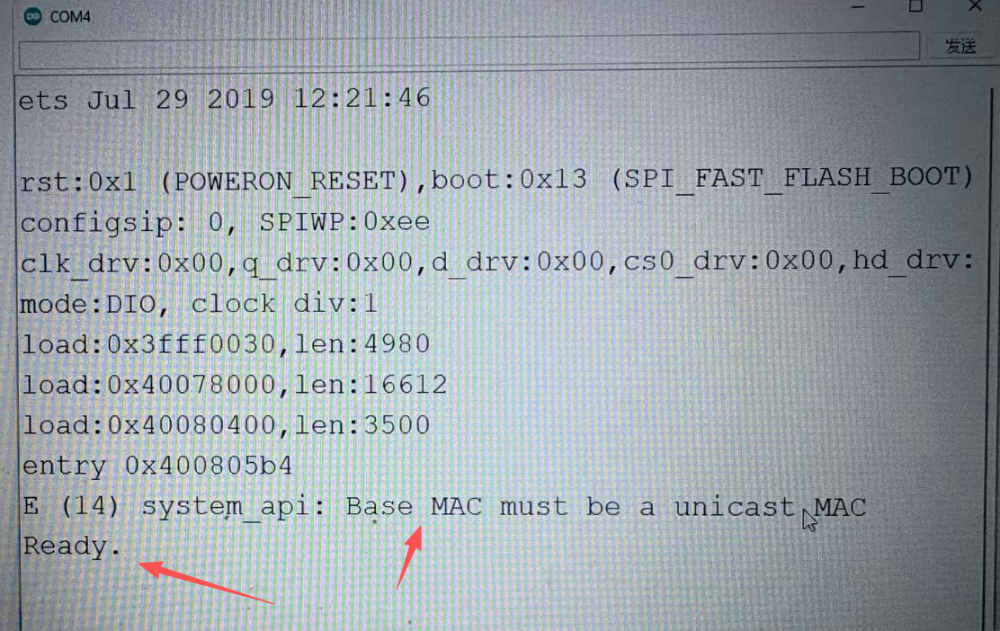 COM4
发送
ets Jul 29 2019 12:21:46
rst:0x1 (POWERON_RESET),boot:0x13 (SPI_FAST_FLASH_BOOT)
configsip: 0, SPIWP:0xee
clk_drv:0x00,q_drv:0x00,d_drv:0x00,cs0_drv:0x00,hd_drv:
mode:DIO, clock div:1
load:0x3fff0030,len:4980
load:0x40078000,len:16612
load:0x40080400,len:3500
entry 0x400805b4
E (14) system_api: Base MAC must be a unicast MAC
Ready.